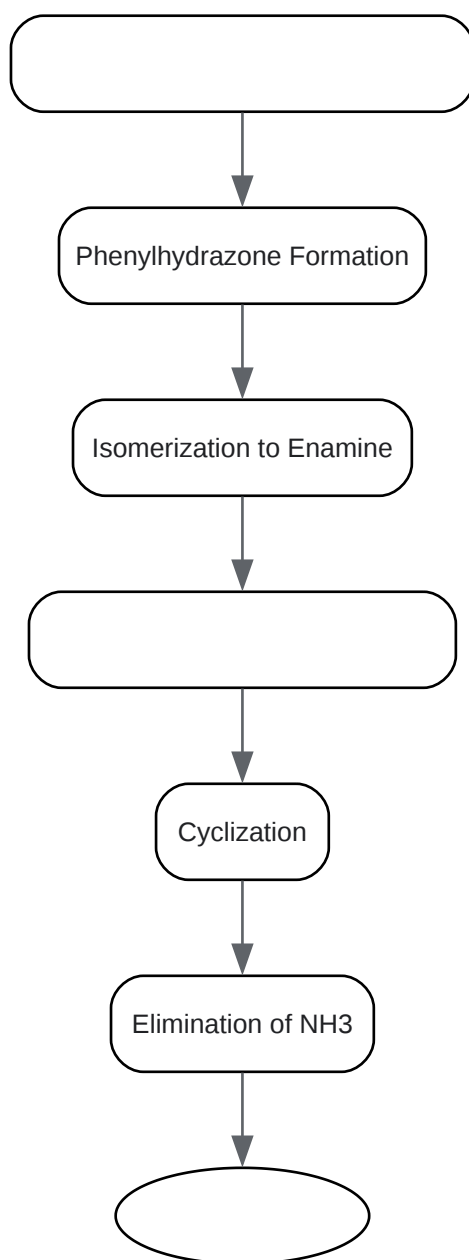 Phenylhydrazone Formation
Isomerization to Enamine
Cyclization
Elimination of NH3